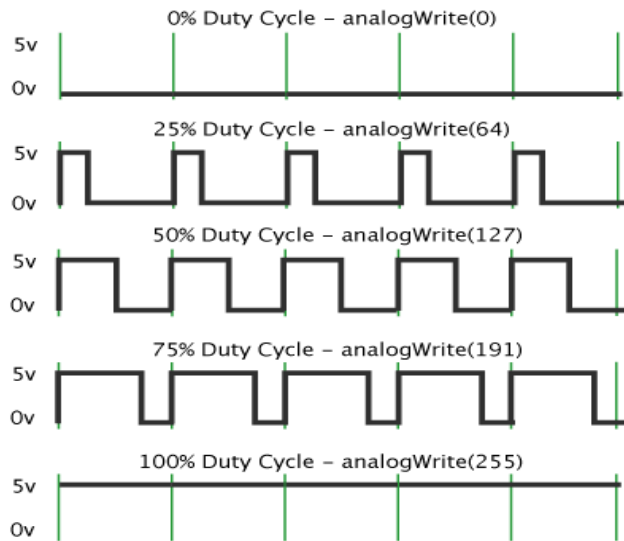 0% Duty Cycle – analogWrite(0)
5v
0v
25% Duty Cycle – analogWrite(64)
5v
0v
50% Duty Cycle – analogWrite(127)
5v
0v
75% Duty Cycle – analogWrite(191)
5v
0v
100% Duty Cycle – analogWrite(255)
5v
0v